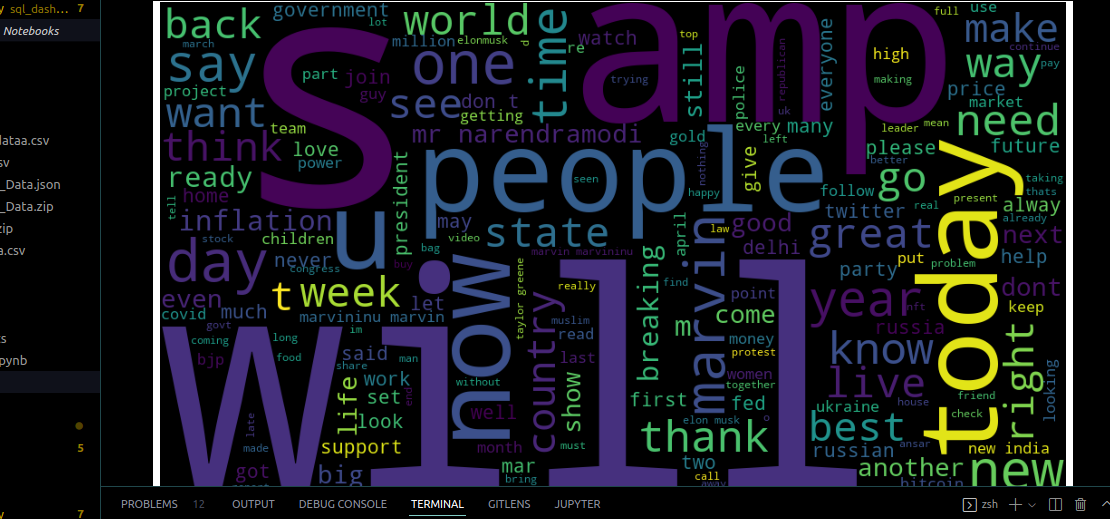 y sql_dash... 7
Notebooks
dataa.csv
sv
_Data.json
_Data.zip
zip
a.csv
ts
pynb
5
7
back government lot world time amp full use make
march million elonmusk d re watch top high continue
say part join one still republican everyone way pay
project guy see don t trying police uk making price market
want team getting gold every many leader mean need
think love mr narendramodi left please future
power S people nothing give better go today taking
ready president seen happy follow real present thats
home tell u may state april law good twitter alway already
inflation children video bag marvin marvininu delhi great next
stock never congress buy find party put problem help
day t week now taylor greene really breaking marvin point year nft dont
even much let country muslim m come russia keep
covid govt marvininu marvin im read money know right
coming long said man last protest women live looking
bjp food share work without show first together fed house friend
will life set end well must elon musk o ukraine best check
late look month thank russian ansar new india
made support mar two another new
got big bring call away bitcoin
PROBLEMS 12 OUTPUT DEBUG CONSOLE TERMINAL GITLENS JUPYTER zsh